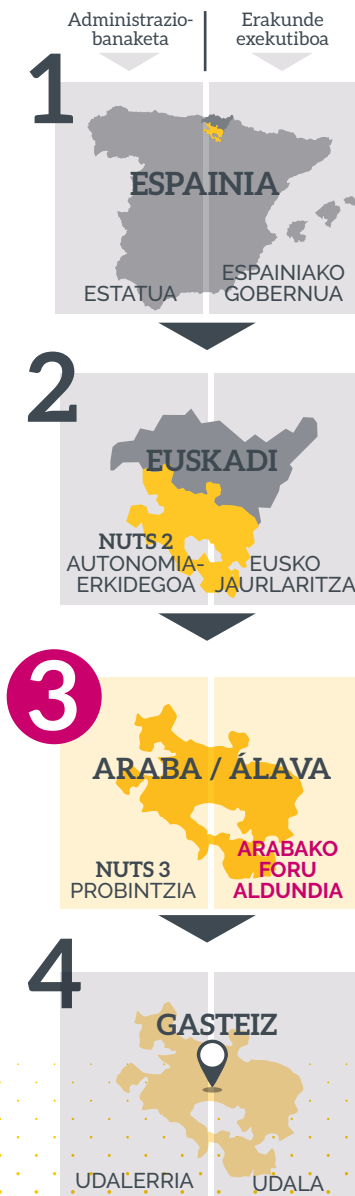 Administrazio-
banaketa
Erakunde
exekutiboa
1
ESPAINIA
ESTATUA
ESPAINIAKO
GOBERNUA
2
EUSKADI
NUTS 2
AUTONOMIA-
ERKIDEGOA
EUSKO
JAURLARITZA
3
ARABA / ÁLAVA
NUTS 3
PROBINTZIA
ARABAKO
FORU
ALDUNDIA
4
GASTEIZ
UDALERRIA
UDALA